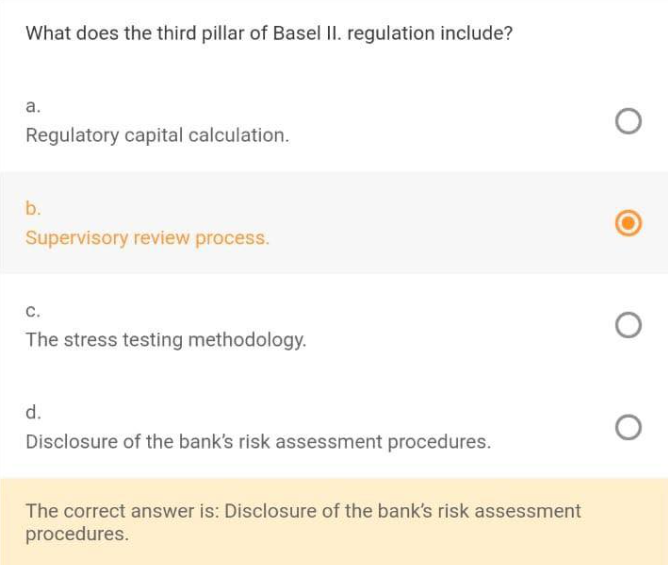 What does the third pillar of Basel II. regulation include?
a.
Regulatory capital calculation.
b.
Supervisory review process.
c.
The stress testing methodology.
d.
Disclosure of the bank's risk assessment procedures.
The correct answer is: Disclosure of the bank's risk assessment
procedures.